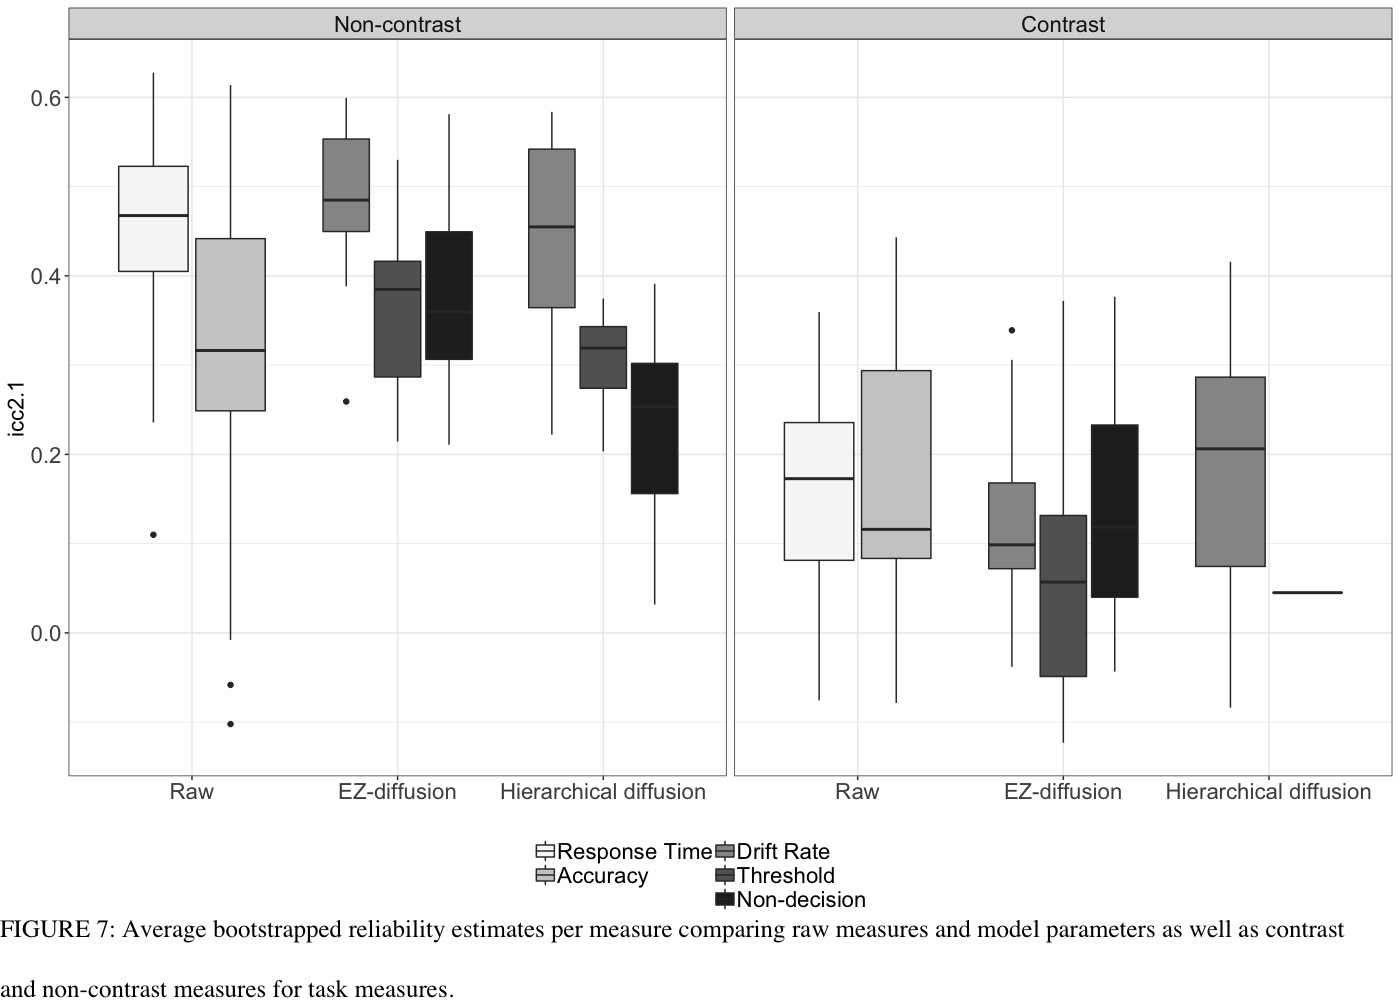 Non-contrast
Contrast
icc2.1
0.6
0.4
0.2
0.0
Raw
EZ-diffusion
Hierarchical diffusion
Raw
EZ-diffusion
Hierarchical diffusion
Response Time
Accuracy
Drift Rate
Threshold
Non-decision
FIGURE 7: Average bootstrapped reliability estimates per measure comparing raw measures and model parameters as well as contrast
and non-contrast measures for task measures.